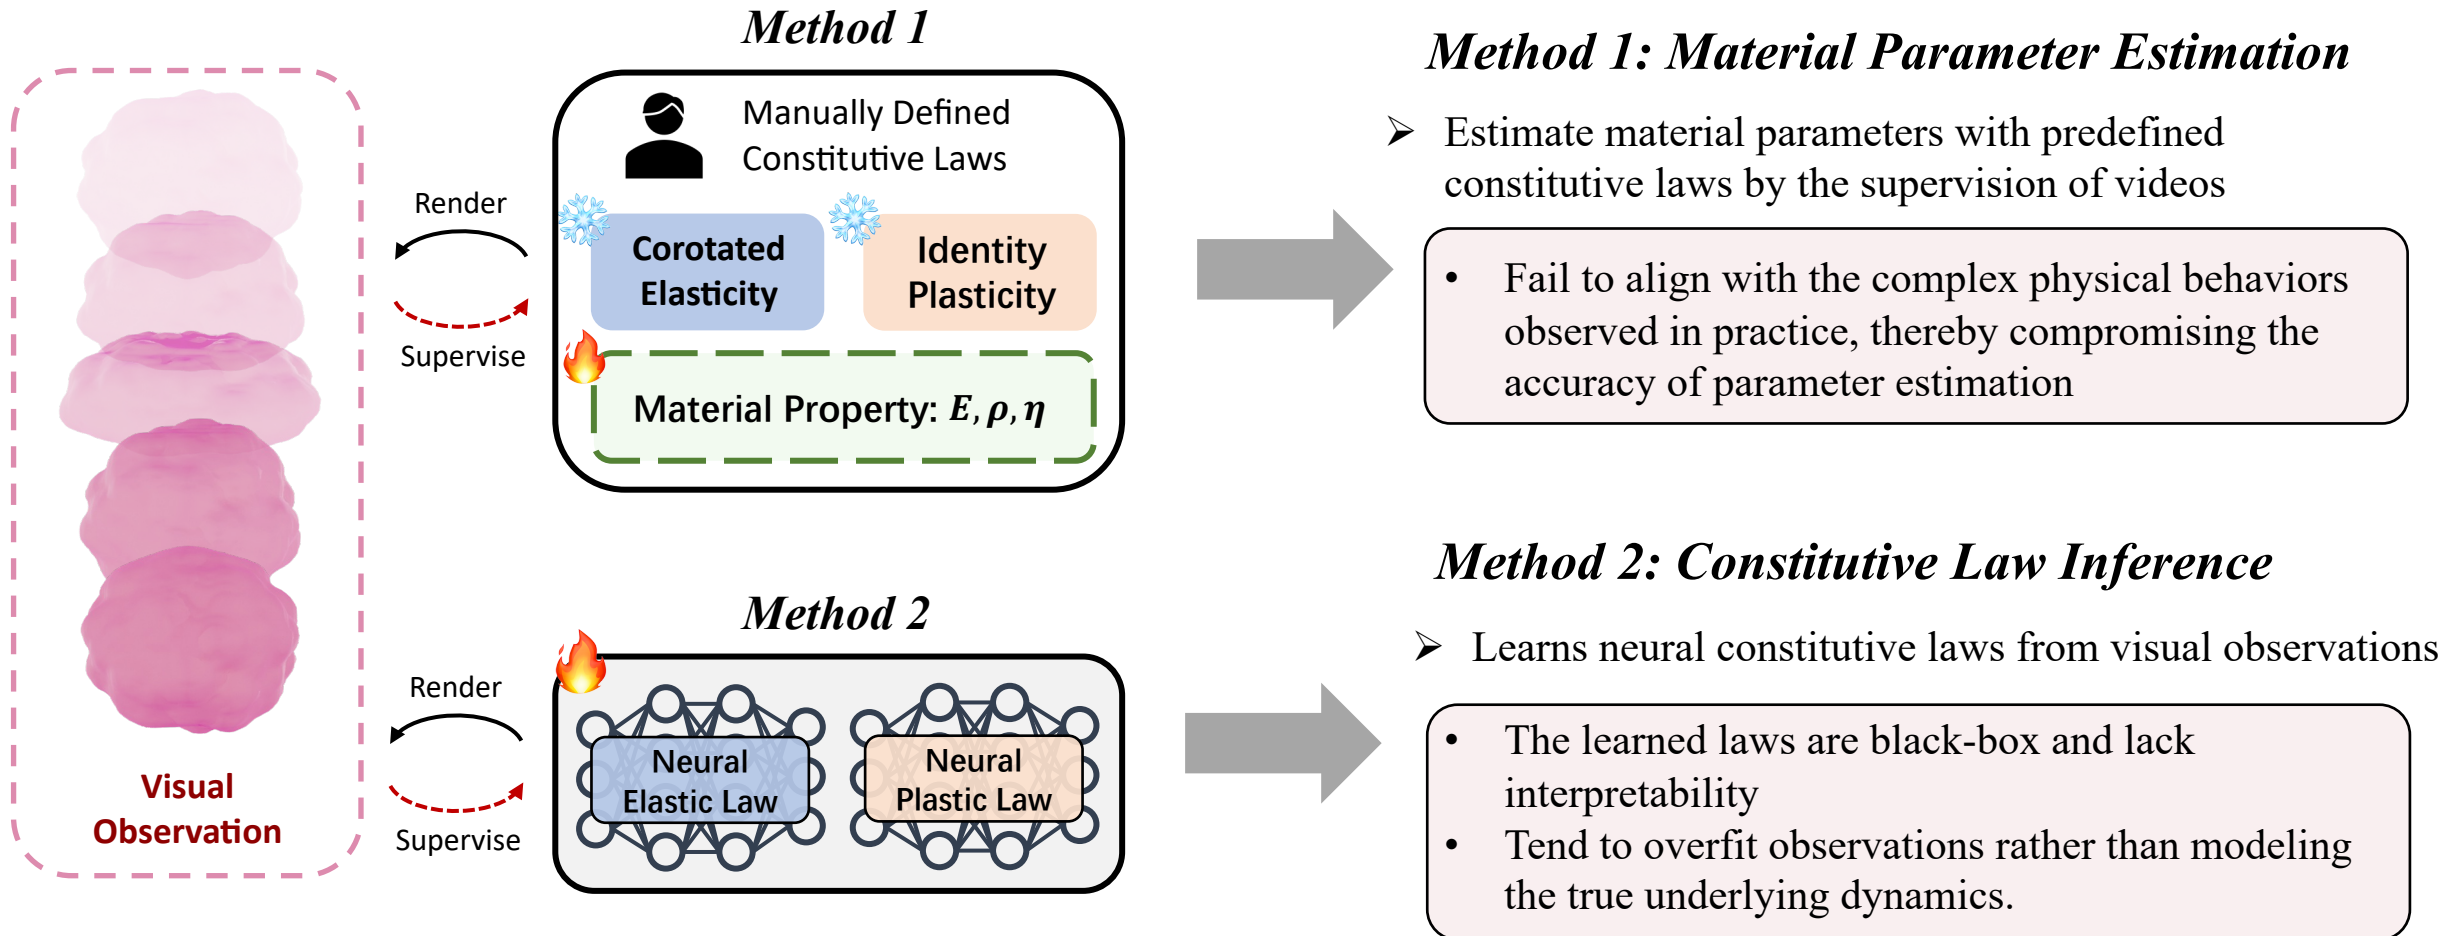 Visual
Observation
Render
Supervise
Render
Supervise
Method 1
Manually Defined
Constitutive Laws
Corotated
Elasticity
Identity
Plasticity
Material Property: E, ρ, η
Method 2
Neural
Elastic Law
Neural
Plastic Law
Method 1: Material Parameter Estimation
➢ Estimate material parameters with predefined
constitutive laws by the supervision of videos
• Fail to align with the complex physical behaviors
observed in practice, thereby compromising the
accuracy of parameter estimation
Method 2: Constitutive Law Inference
➢ Learns neural constitutive laws from visual observations
• The learned laws are black-box and lack
interpretability
• Tend to overfit observations rather than modeling
the true underlying dynamics.